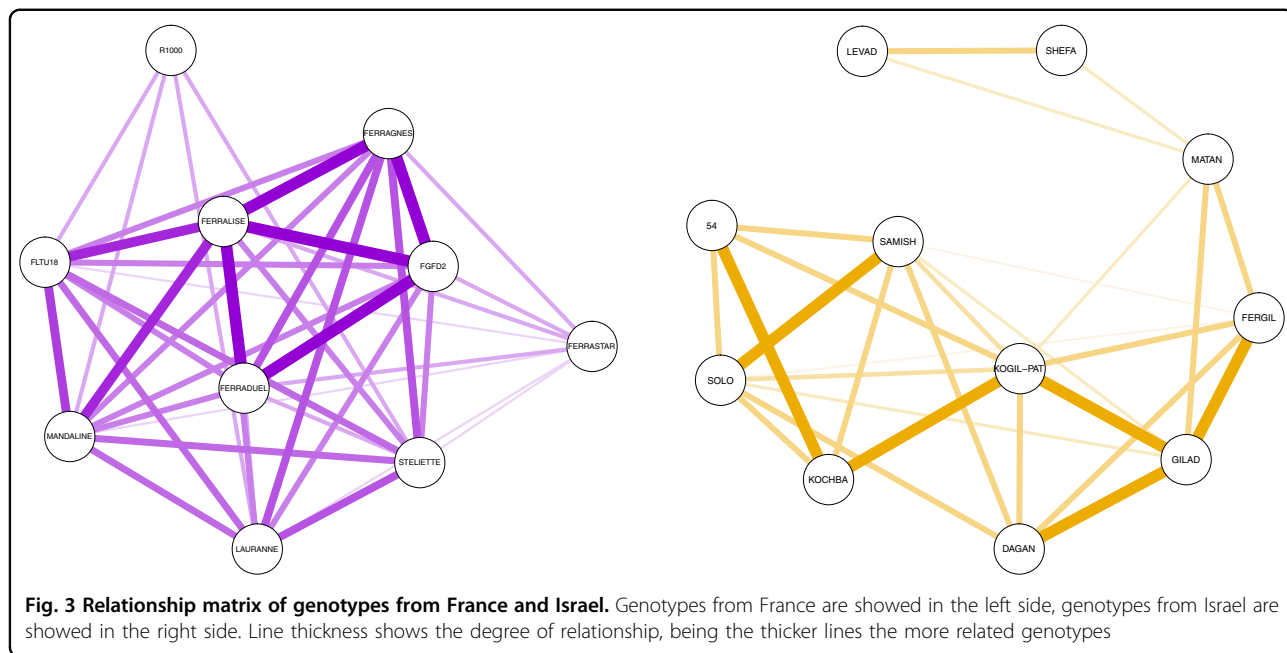 R1000
FERRAGNES
FERRALISE
FLTU18
FGFD2
FERRASTAR
FERRADUEL
MANDALINE
STELIETTE
LAURANNE
LEVAD
SHEFA
MATAN
54
SAMISH
FERGIL
SOLO
KOGIL−PAT
GILAD
KOCHBA
DAGAN
Fig. 3 Relationship matrix of genotypes from France and Israel. Genotypes from France are showed in the left side, genotypes from Israel are
showed in the right side. Line thickness shows the degree of relationship, being the thicker lines the more related genotypes